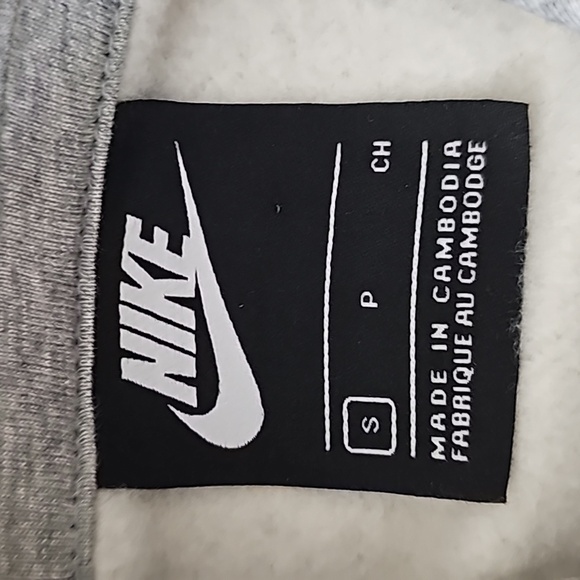 NIKE
S P CH
MADE IN CAMBODIA
FABRIQUE AU CAMBODGE